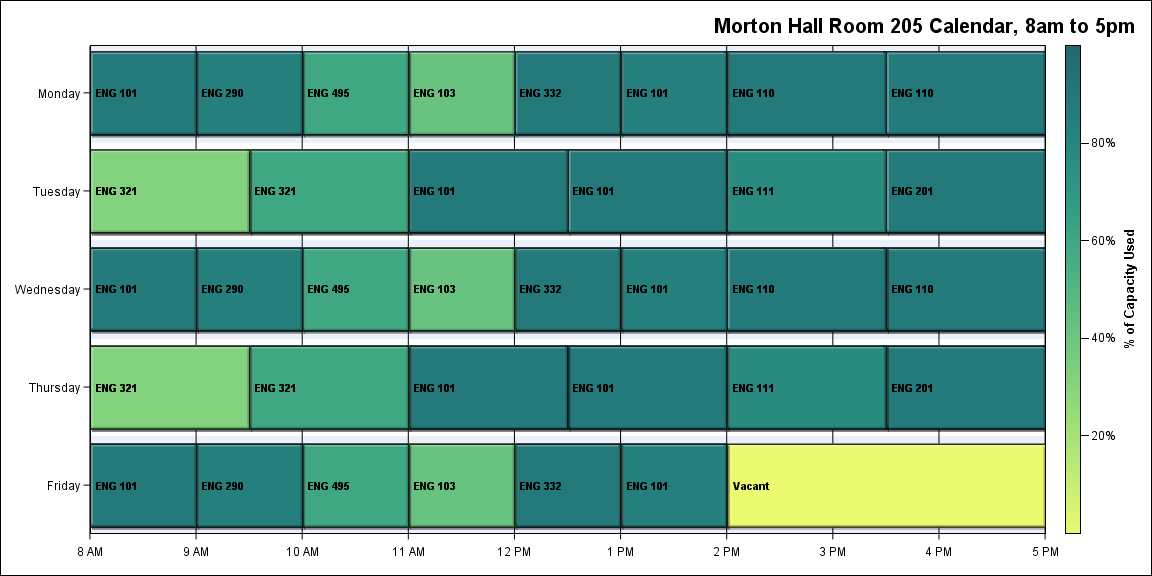 Morton Hall Room 205 Calendar, 8am to 5pm
Monday
ENG 101
ENG 290
ENG 495
ENG 103
ENG 332
ENG 101
ENG 110
ENG 110
Tuesday
ENG 321
ENG 321
ENG 101
ENG 101
ENG 111
ENG 201
Wednesday
ENG 101
ENG 290
ENG 495
ENG 103
ENG 332
ENG 101
ENG 110
ENG 110
Thursday
ENG 321
ENG 321
ENG 101
ENG 101
ENG 111
ENG 201
Friday
ENG 101
ENG 290
ENG 495
ENG 103
ENG 332
ENG 101
Vacant
8 AM
9 AM
10 AM
11 AM
12 PM
1 PM
2 PM
3 PM
4 PM
5 PM
80%
60%
40%
20%
% of Capacity Used